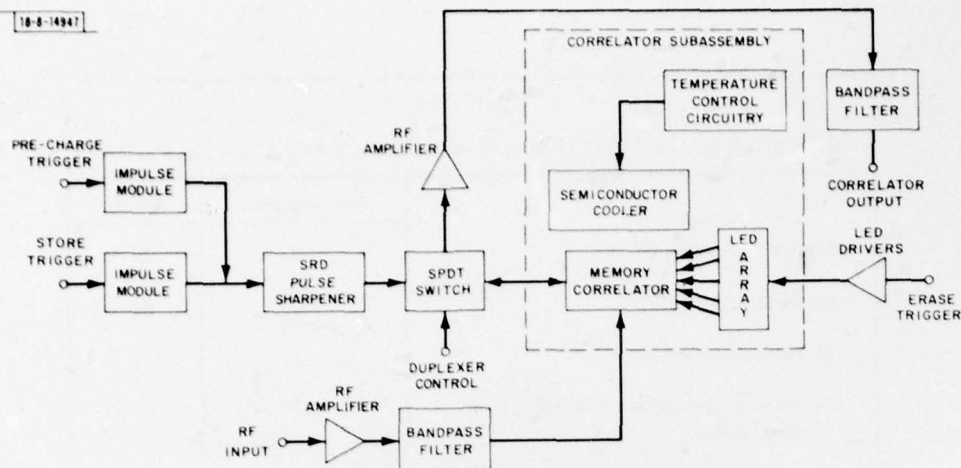 18-8-14947
CORRELATOR SUBASSEMBLY
TEMPERATURE
CONTROL
CIRCUITRY
BANDPASS
FILTER
RF
AMPLIFIER
PRE-CHARGE
TRIGGER
IMPULSE
MODULE
SEMICONDUCTOR
COOLER
CORRELATOR
OUTPUT
STORE
TRIGGER
IMPULSE
MODULE
SRD
PULSE
SHARPENER
SPDT
SWITCH
MEMORY
CORRELATOR
LED
ARRAY
LED
DRIVERS
ERASE
TRIGGER
DUPLEXER
CONTROL
RF
INPUT
RF
AMPLIFIER
BANDPASS
FILTER